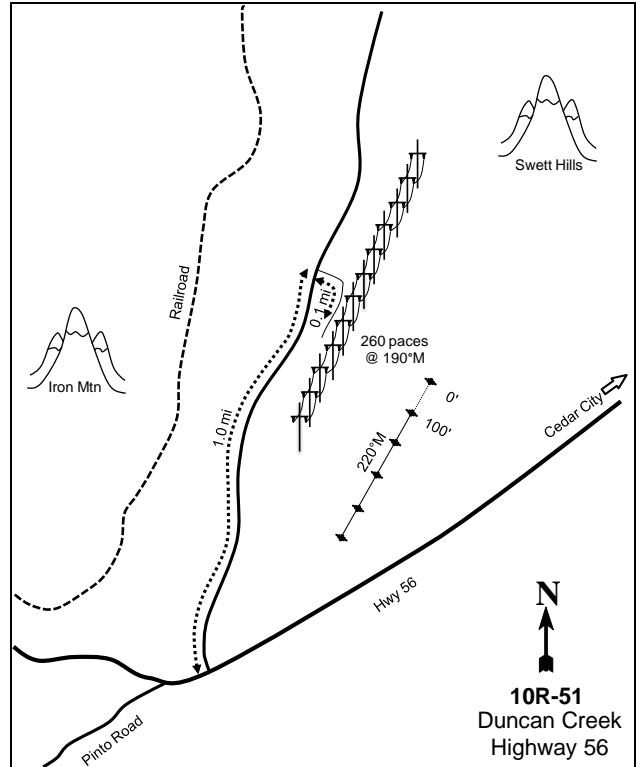 Swett Hills
Railroad
0.1 mi
260 paces
@ 190°M
Iron Mtn
0'
100'
Cedar City
1.0 mi
220°M
Hwy 56
N
10R-51
Duncan Creek
Highway 56
Pinto Road